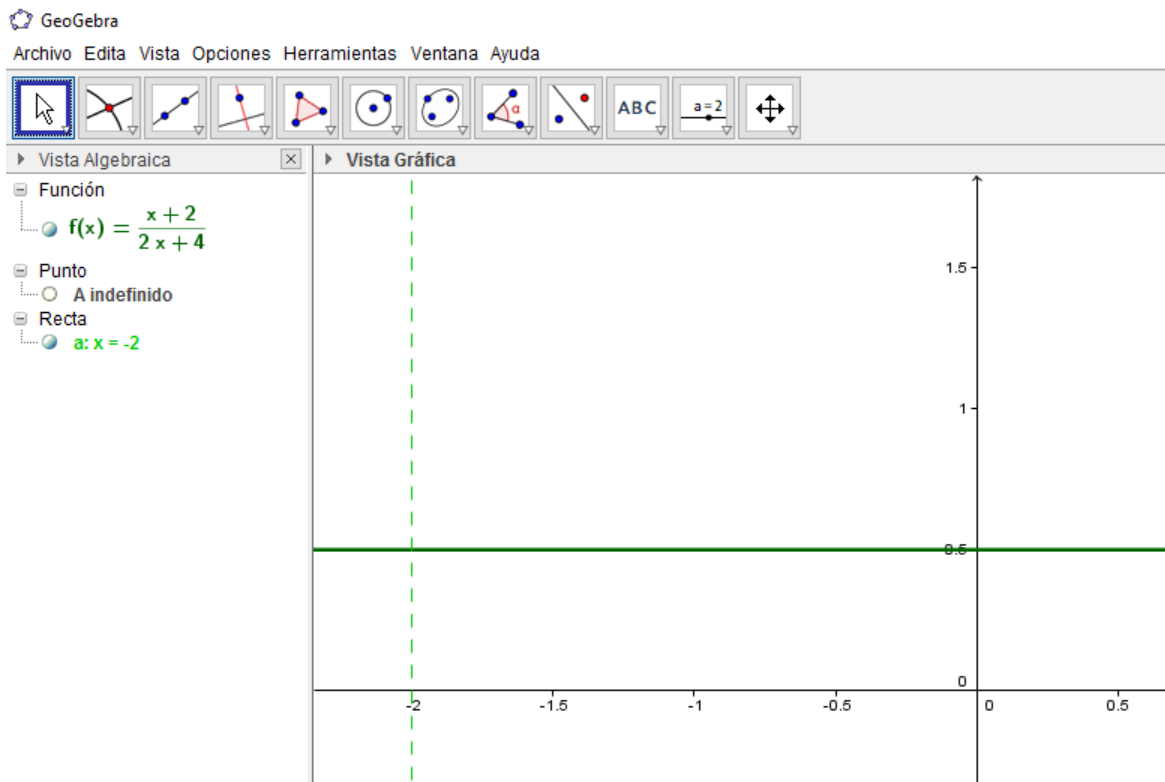 GeoGebra
Archivo Edita Vista Opciones Herramientas Ventana Ayuda
ABC a=2
α
Vista Algebraica
Vista Gráfica
Función
f(x) = (x + 2)/(2 x + 4)
Punto
A indefinido
Recta
a: x = -2
1.5
1
0.5
0
-2 -1.5 -1 -0.5 0 0.5